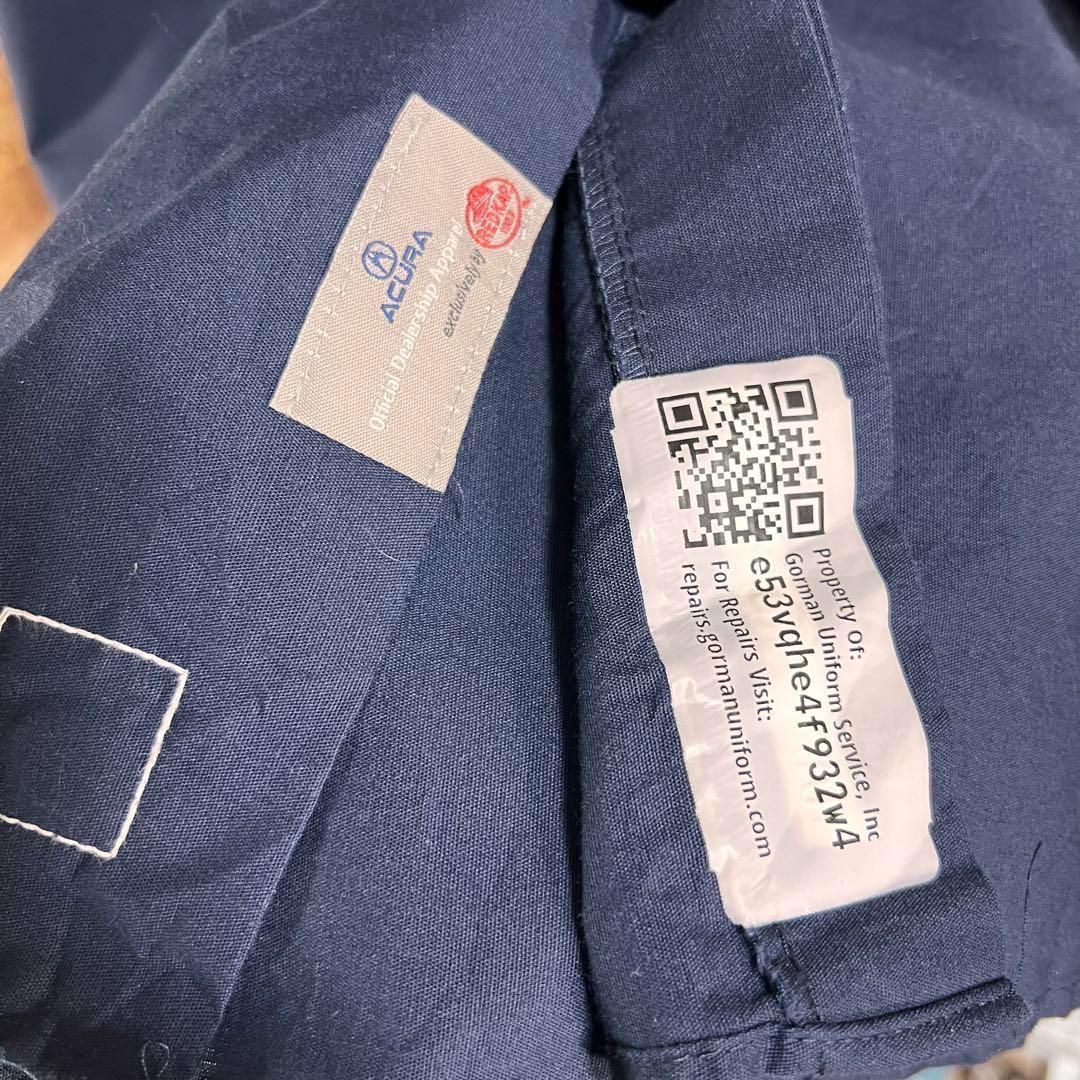 ACURA
Official Dealership Apparel
exclusively by
RED KAP
Property Of:
Gorman Uniform Service, Inc
e53vqhe4f932w4
For Repairs Visit:
repairs.gormanuniform.com